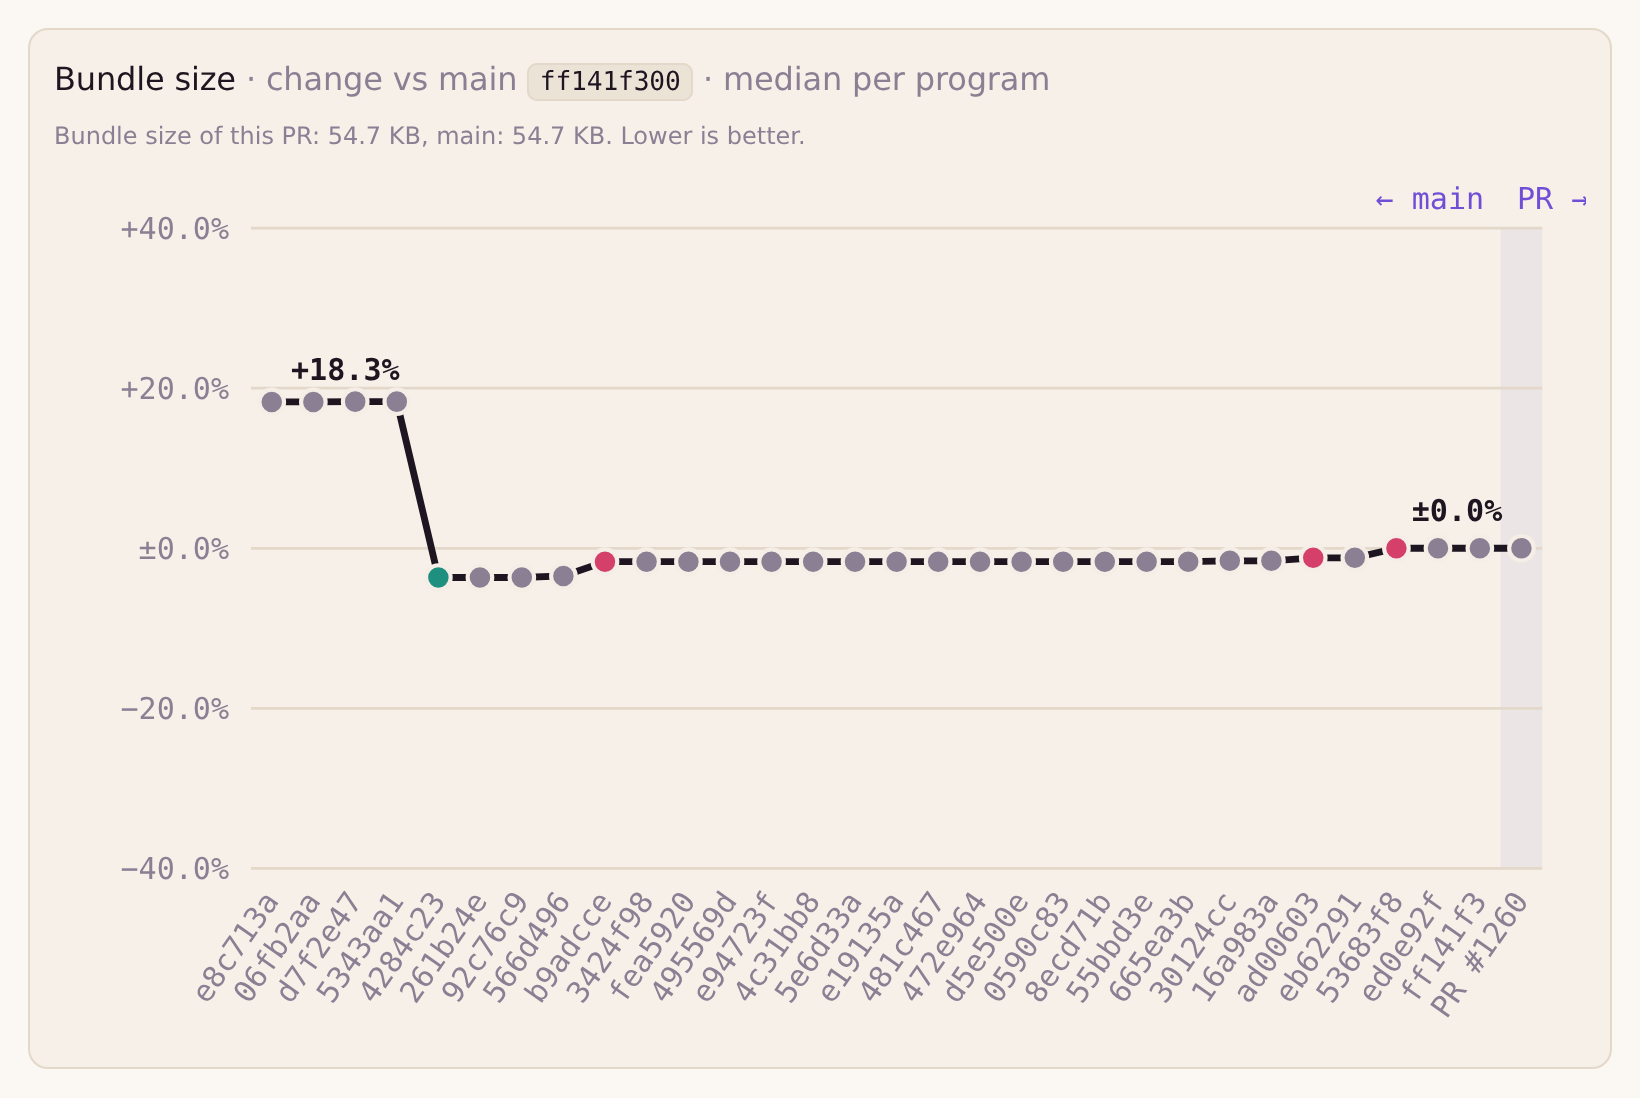 Bundle size · change vs main ff141f300 · median per program
Bundle size of this PR: 54.7 KB, main: 54.7 KB. Lower is better.
← main PR →
+40.0%
+20.0%
±0.0%
−20.0%
−40.0%
+18.3%
±0.0%
e8c713a
06fb2aa
d7f2e47
5343aa1
4284c23
261b24e
92c76c9
566d496
b9adcce
3424f98
fea5920
495569d
e94723f
4c31bb8
5e6d33a
e19135a
481c467
472e964
d5e500e
0590c83
8ecd71b
55bbd3e
665ea3b
30124cc
16a983a
ad00603
eb62291
53683f8
ed0e92f
ff141f3
PR #1260